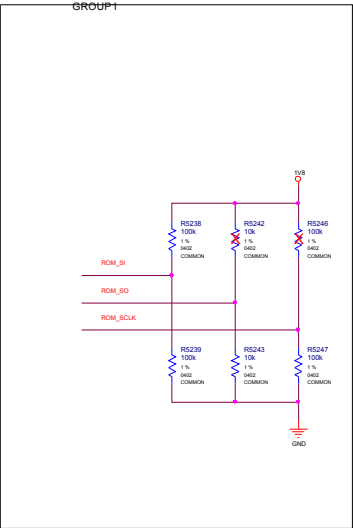 GROUP1
1V8
R5238
100k
1 %
0402
COMMON
R5242
10k
1 %
0402
COMMON
R5246
100k
1 %
0402
COMMON
ROM_SI
ROM_SO
ROM_SCLK
R5239
100k
1 %
0402
COMMON
R5243
10k
1 %
0402
COMMON
R5247
100k
1 %
0402
COMMON
GND